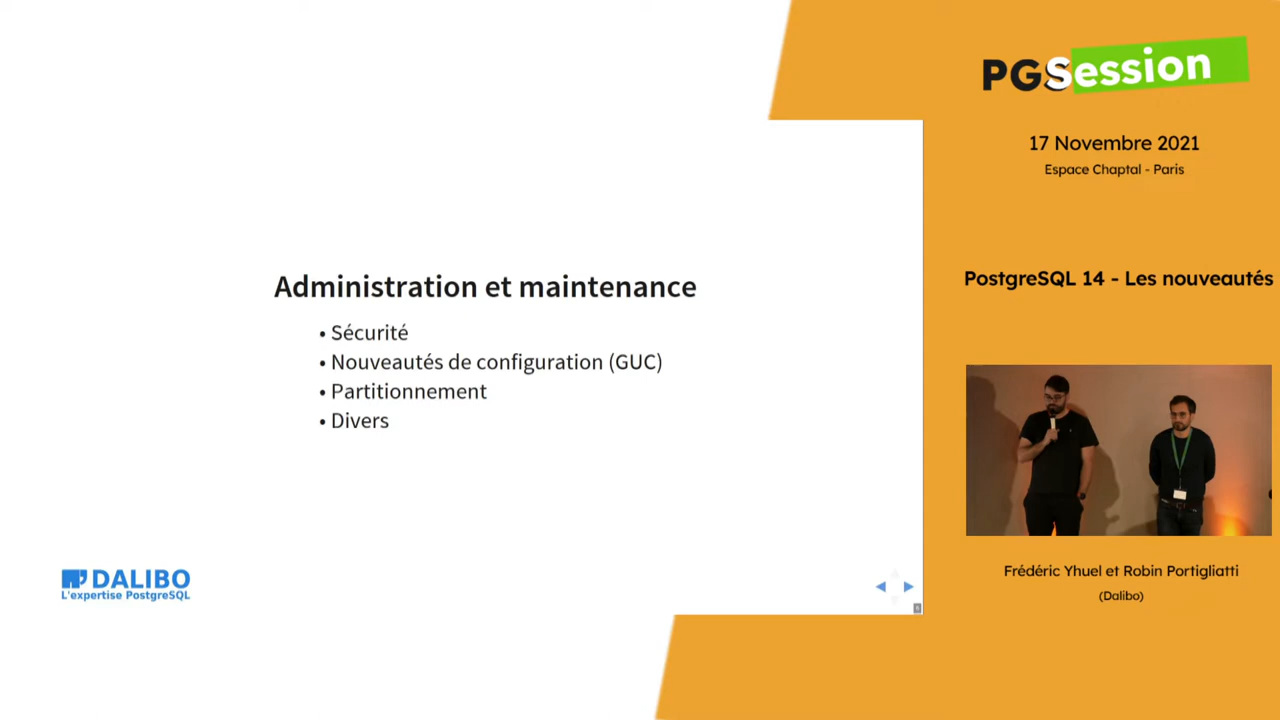 Administration et maintenance
• Sécurité
• Nouveautés de configuration (GUC)
• Partitionnement
• Divers
DALIBO
L'expertise PostgreSQL
PGSession
17 Novembre 2021
Espace Chaptal - Paris
PostgreSQL 14 - Les nouveautés
Frédéric Yhuel et Robin Portigliatti
(Dalibo)